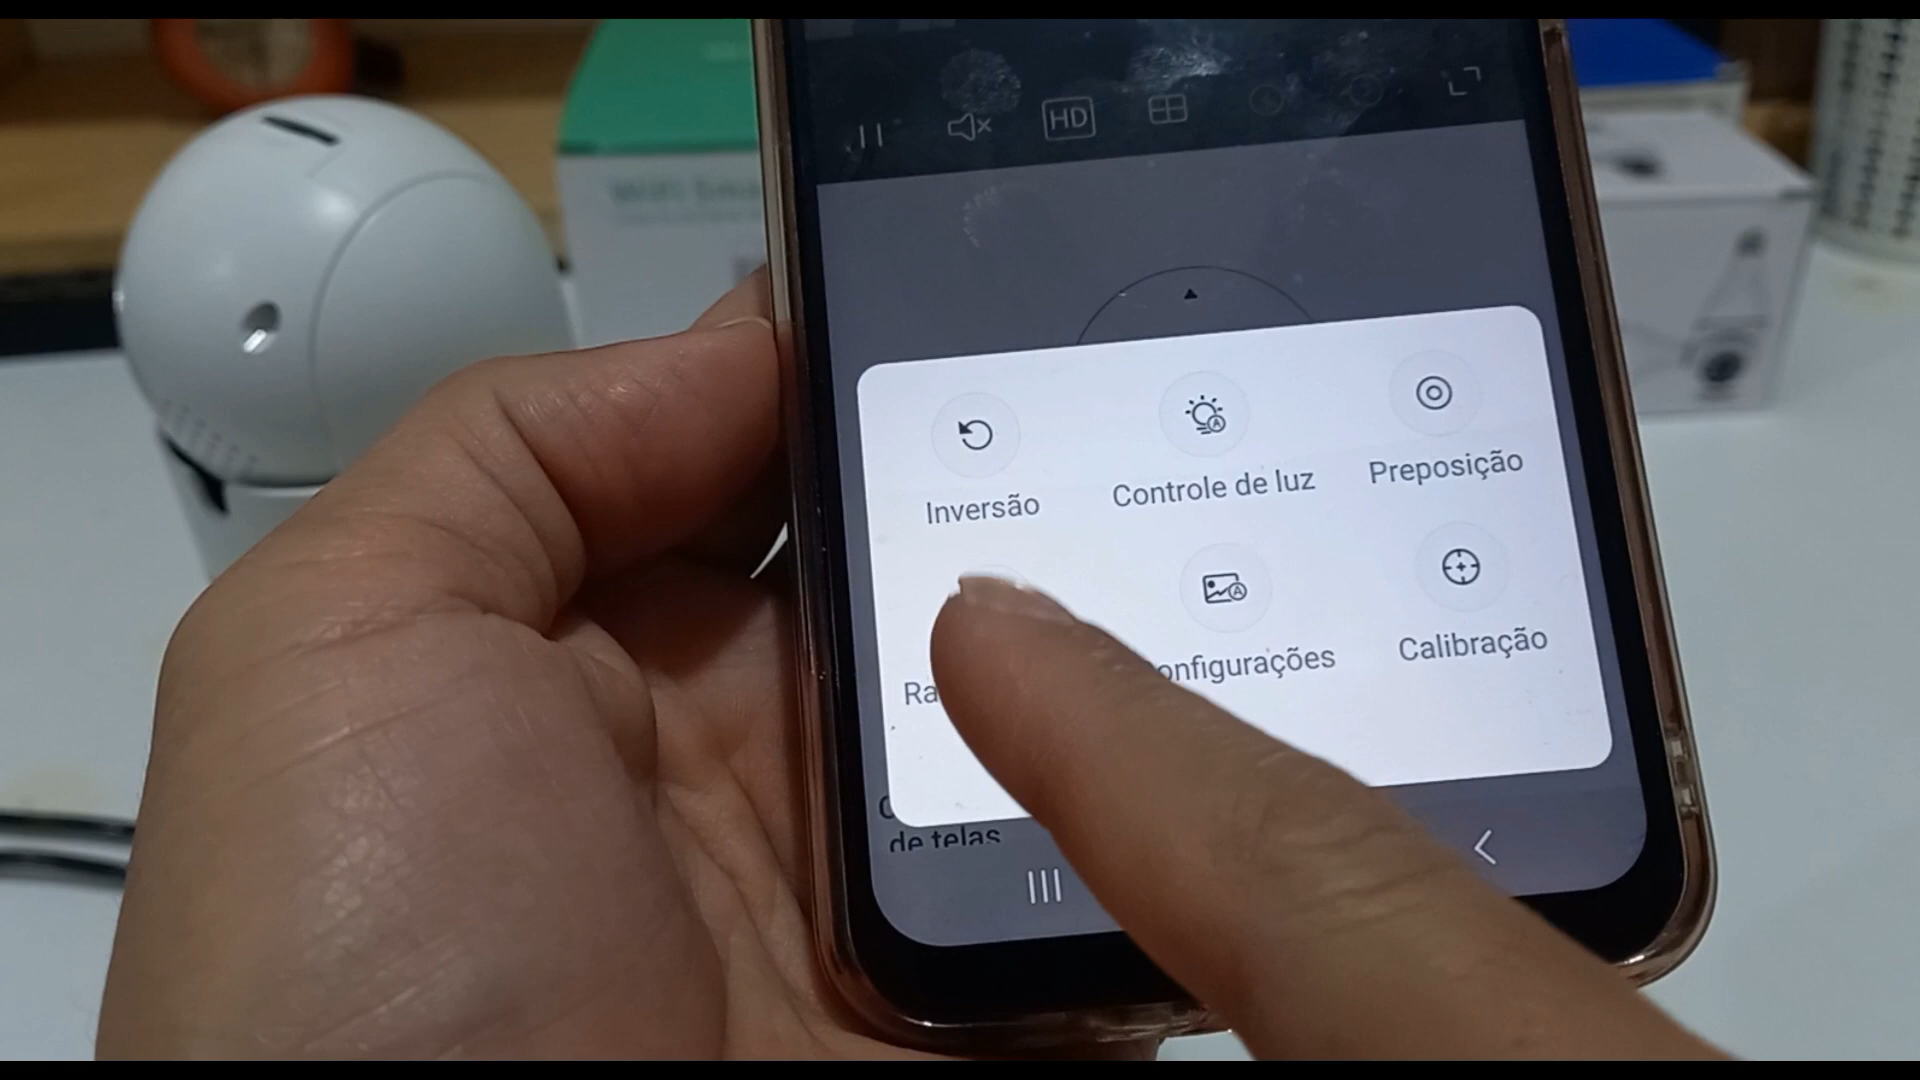 HD
Inversão
Controle de luz
Preposição
Ra
onfigurações
Calibração
de telas